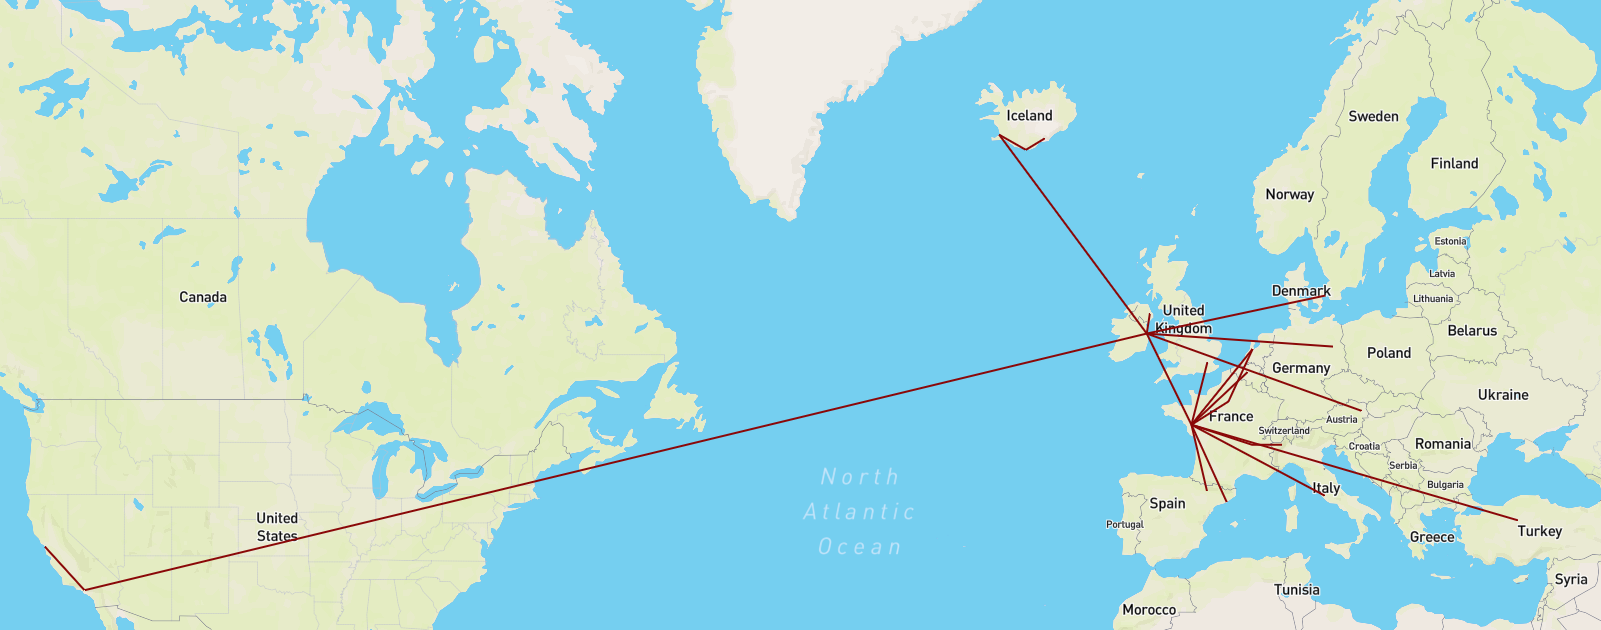 Iceland
Sweden
Finland
Norway
Estonia
Latvia
Lithuania
Denmark
Canada
United
Kingdom
Belarus
Poland
Germany
Ukraine
France
Austria
Switzerland
Croatia
Romania
Serbia
Bulgaria
Italy
North
Atlantic
Ocean
Spain
Portugal
United
States
Greece
Turkey
Syria
Tunisia
Morocco